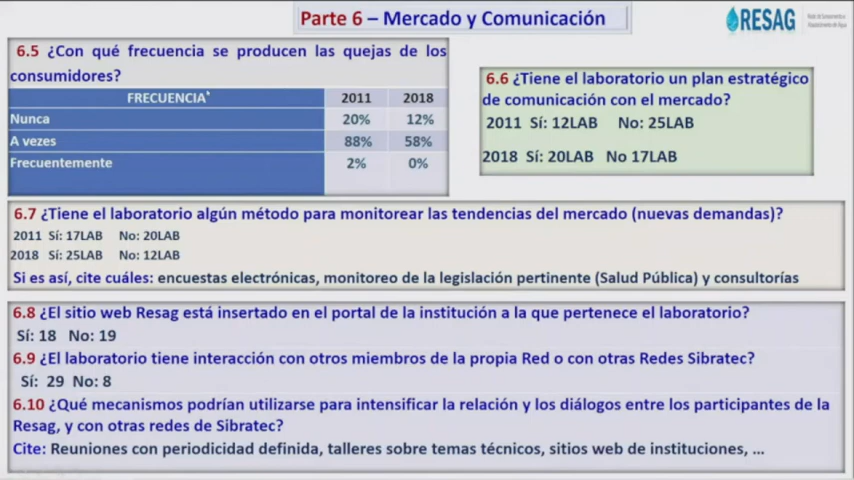 Parte 6 – Mercado y Comunicación
RESAG
6.5 ¿Con qué frecuencia se producen las quejas de los
consumidores?
FRECUENCIA 2011 2018
Nunca 20% 12%
A vezes 88% 58%
Frecuentemente 2% 0%
6.6 ¿Tiene el laboratorio un plan estratégico
de comunicación con el mercado?
2011 Sí: 12LAB No: 25LAB
2018 Sí: 20LAB No 17LAB
6.7 ¿Tiene el laboratorio algún método para monitorear las tendencias del mercado (nuevas demandas)?
2011 Sí: 17LAB No: 20LAB
2018 Sí: 25LAB No: 12LAB
Si es así, cite cuáles: encuestas electrónicas, monitoreo de la legislación pertinente (Salud Pública) y consultorías
6.8 ¿El sitio web Resag está insertado en el portal de la institución a la que pertenece el laboratorio?
Sí: 18 No: 19
6.9 ¿El laboratorio tiene interacción con otros miembros de la propia Red o con otras Redes Sibratec?
Sí: 29 No: 8
6.10 ¿Qué mecanismos podrían utilizarse para intensificar la relación y los diálogos entre los participantes de la
Resag, y con otras redes de Sibratec?
Cite: Reuniones con periodicidad definida, talleres sobre temas técnicos, sitios web de instituciones, ...